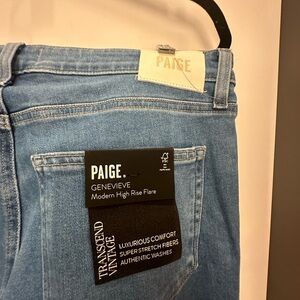 PAIGE
PAIGE.
GENEVIEVE
Modern High Rise Flare
TRANSCEND
VINTAGE
LUXURIOUS COMFORT
SUPER STRETCH FIBERS
AUTHENTIC WASHES